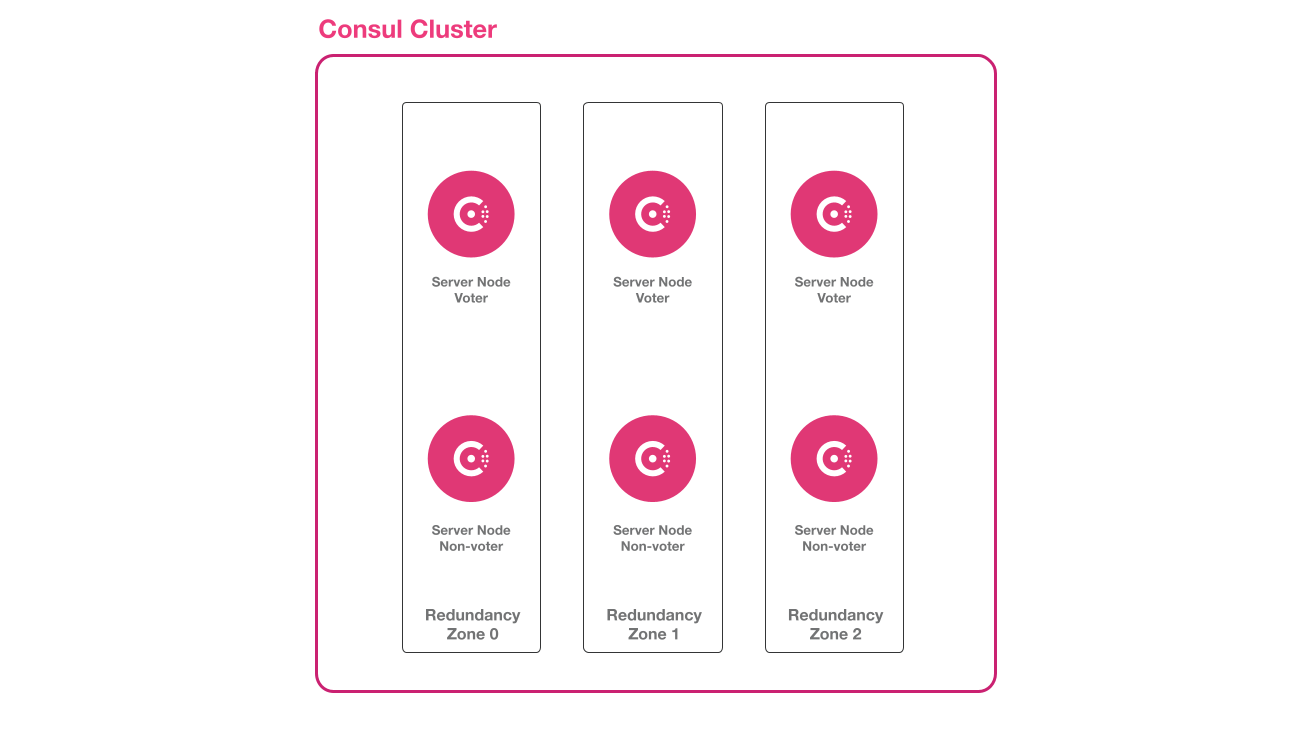 Consul Cluster
Server Node
Voter
Server Node
Non-voter
Redundancy
Zone 0
Server Node
Voter
Server Node
Non-voter
Redundancy
Zone 1
Server Node
Voter
Server Node
Non-voter
Redundancy
Zone 2